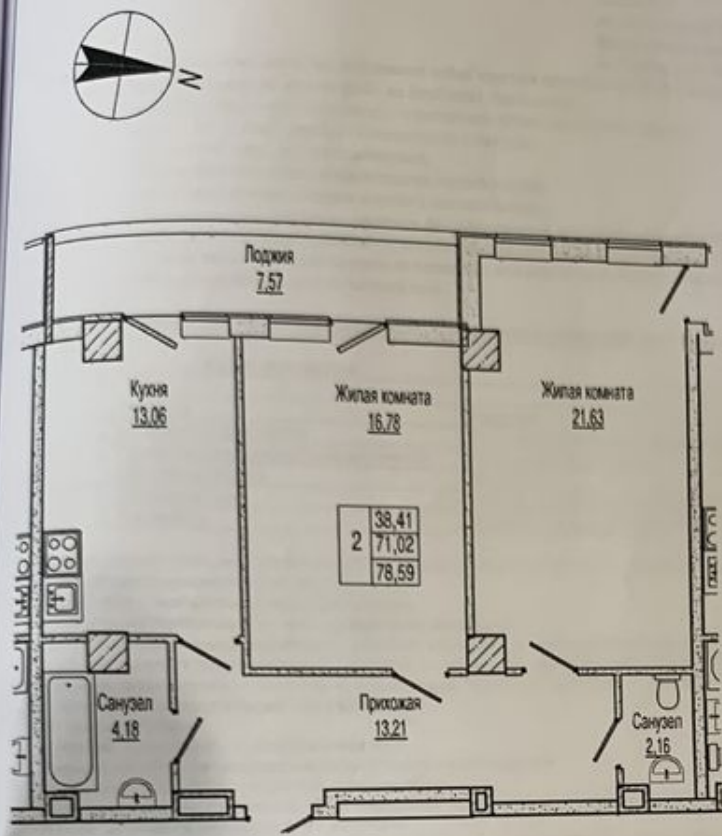 N
Лоджия
7,57
Кухня
13,06
Жилая комната
16,78
Жилая комната
21,63
2
38,41
71,02
78,59
Санузел
4,18
Прихожая
13,21
Санузел
2,16